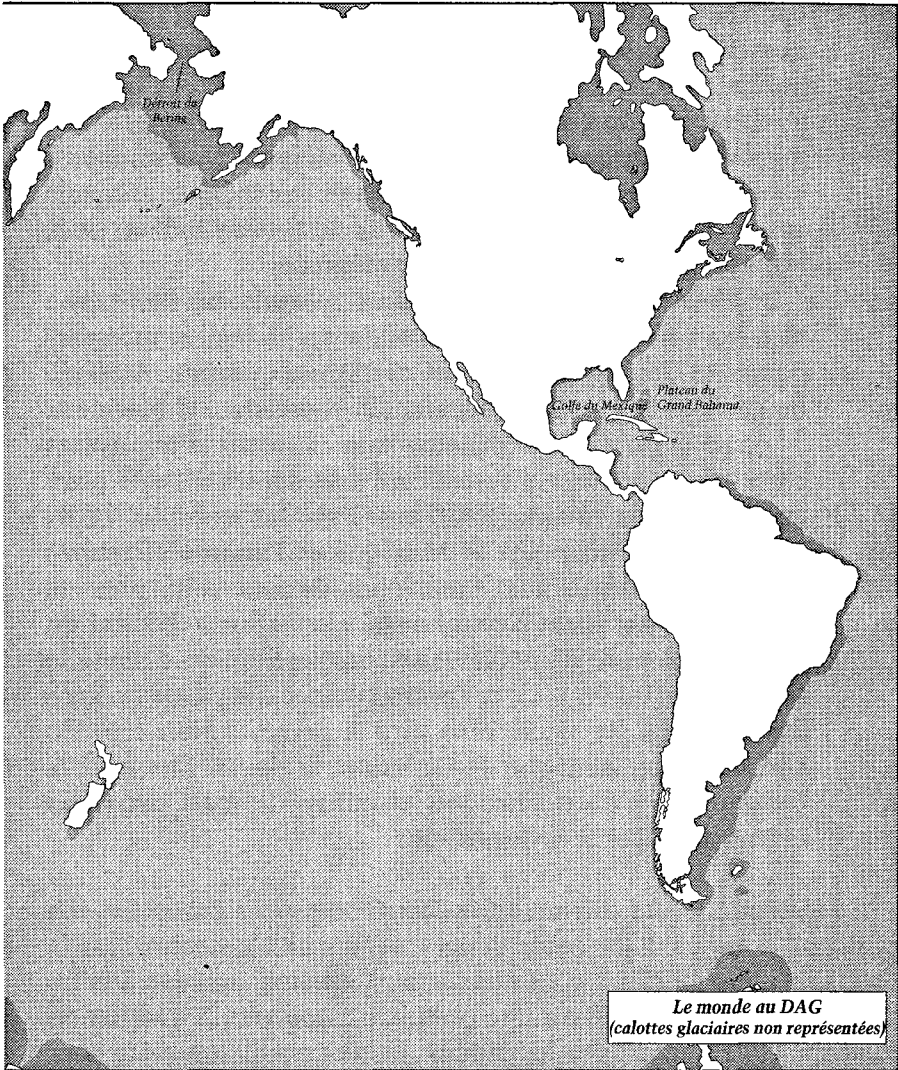 Détroit de
Béring
Plateau du
Golfe du Mexique Grand Bahama
Le monde au DAG
(calottes glaciaires non représentées)